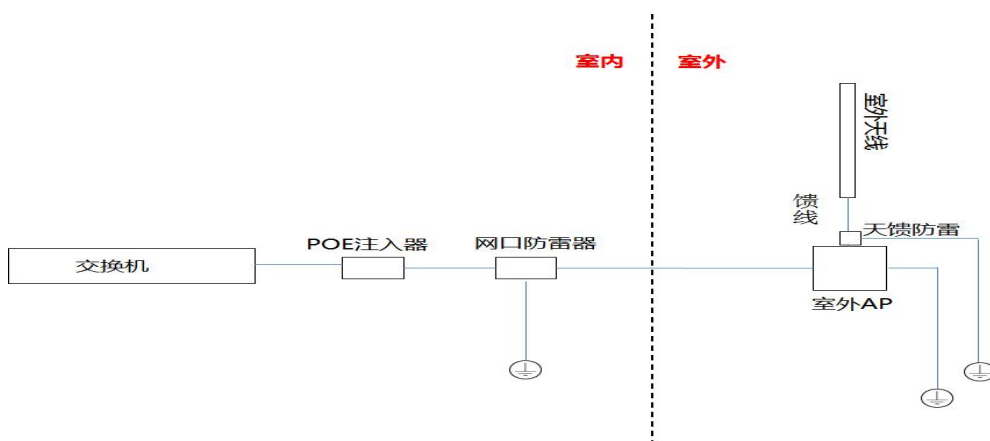 室内
室外
室外天线
馈线
天馈防雷
POE注入器
网口防雷器
交换机
室外AP